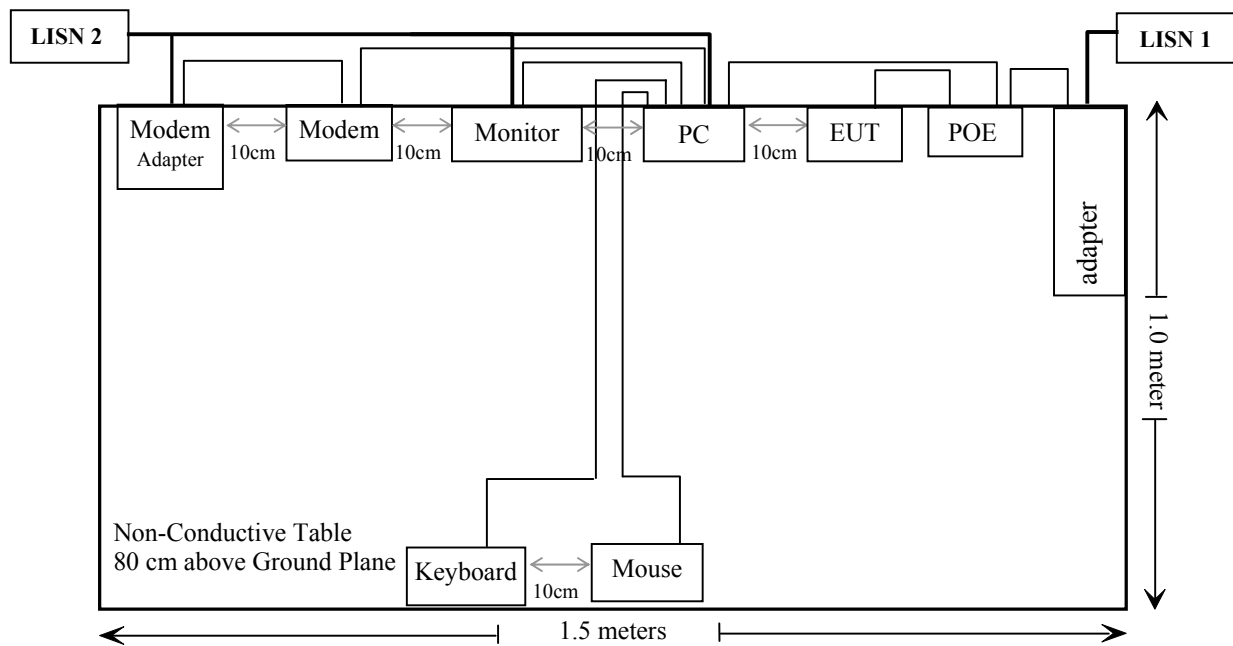 LISN 2
LISN 1
Modem
Adapter
10cm
Modem
10cm
Monitor
10cm
PC
10cm
EUT
POE
adapter
1.0 meter
Non-Conductive Table
80 cm above Ground Plane
Keyboard
10cm
Mouse
1.5 meters